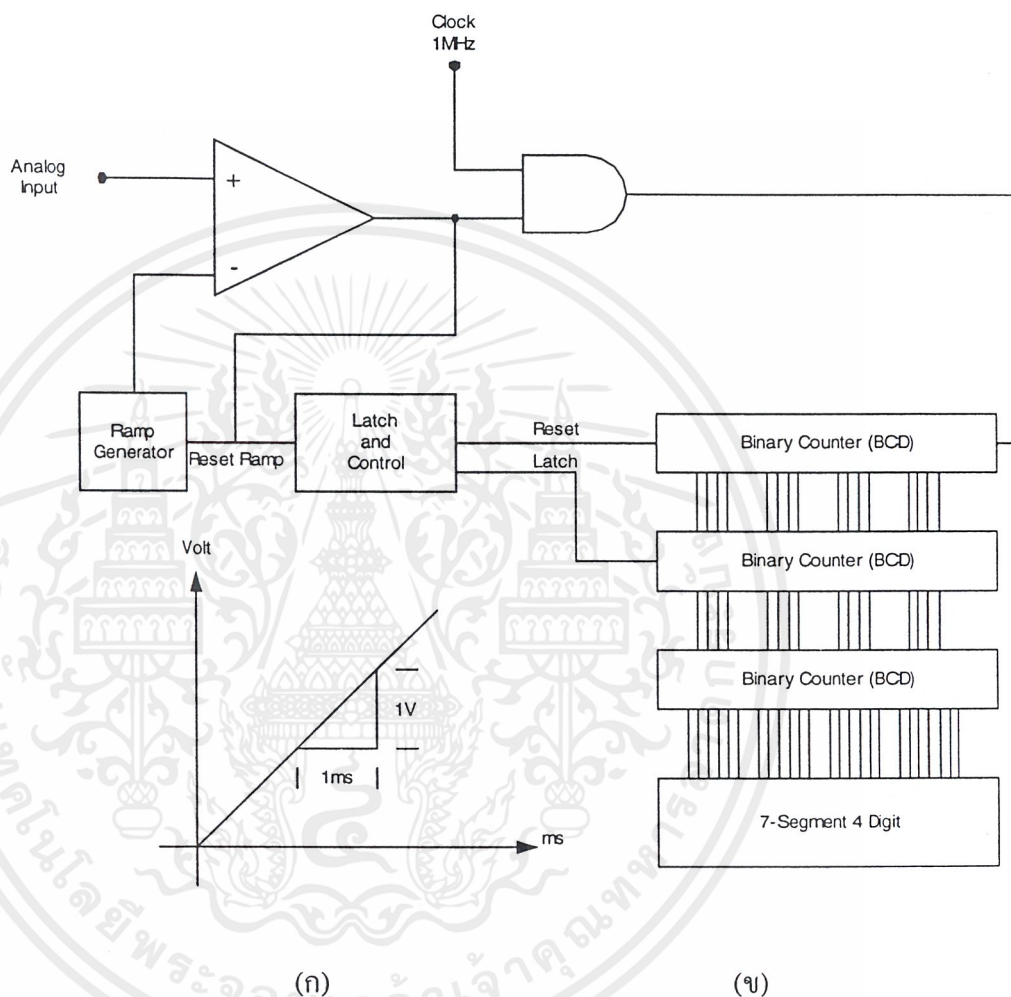 Clock
1MHz
Analog
Input
+
-
Ramp
Generator
Reset Ramp
Latch
and
Control
Reset
Latch
Binary Counter (BCD)
Binary Counter (BCD)
Binary Counter (BCD)
7-Segment 4 Digit
Volt
1V
1ms
ms
(ก)
(ข)